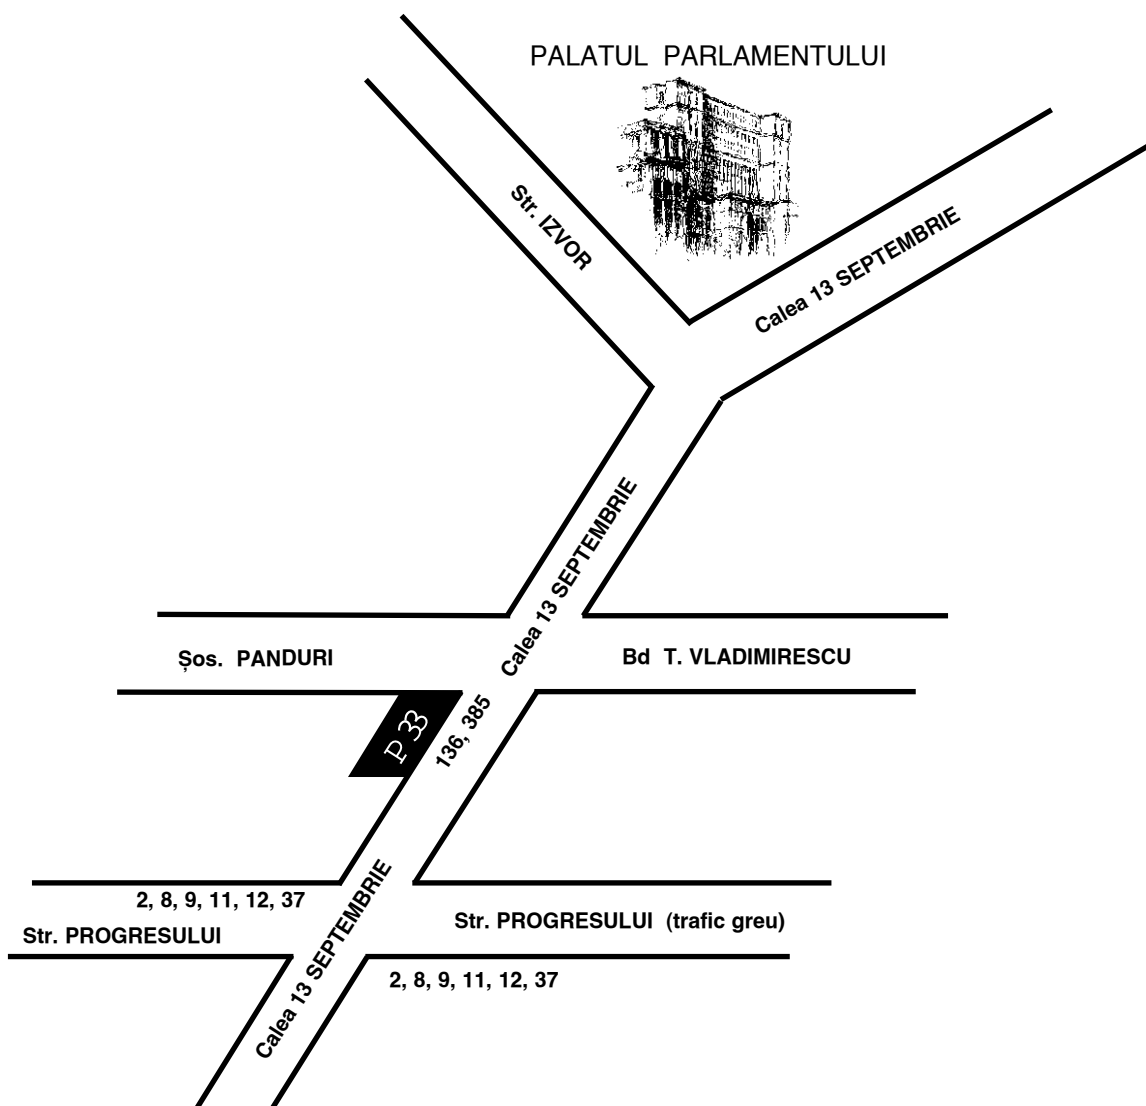 PALATUL PARLAMENTULUI
Str. IZVOR
Calea 13 SEPTEMBRIE
Calea 13 SEPTEMBRIE
Șos. PANDURI
Bd T. VLADIMIRESCU
P 33
136, 385
2, 8, 9, 11, 12, 37
Str. PROGRESULUI (trafic greu)
Str. PROGRESULUI
Calea 13 SEPTEMBRIE
2, 8, 9, 11, 12, 37